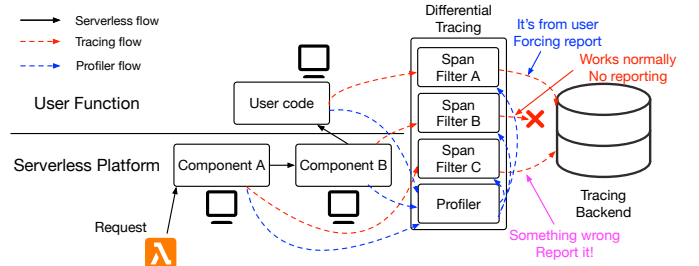 Serverless flow
Tracing flow
Profiler flow
Differential
Tracing
It's from user
Forcing report
Works normally
No reporting
User Function
User code
Span
Filter A
Span
Filter B
Serverless Platform
Component A
Component B
Span
Filter C
Profiler
Tracing
Backend
Request
Something wrong
Report it!
λ